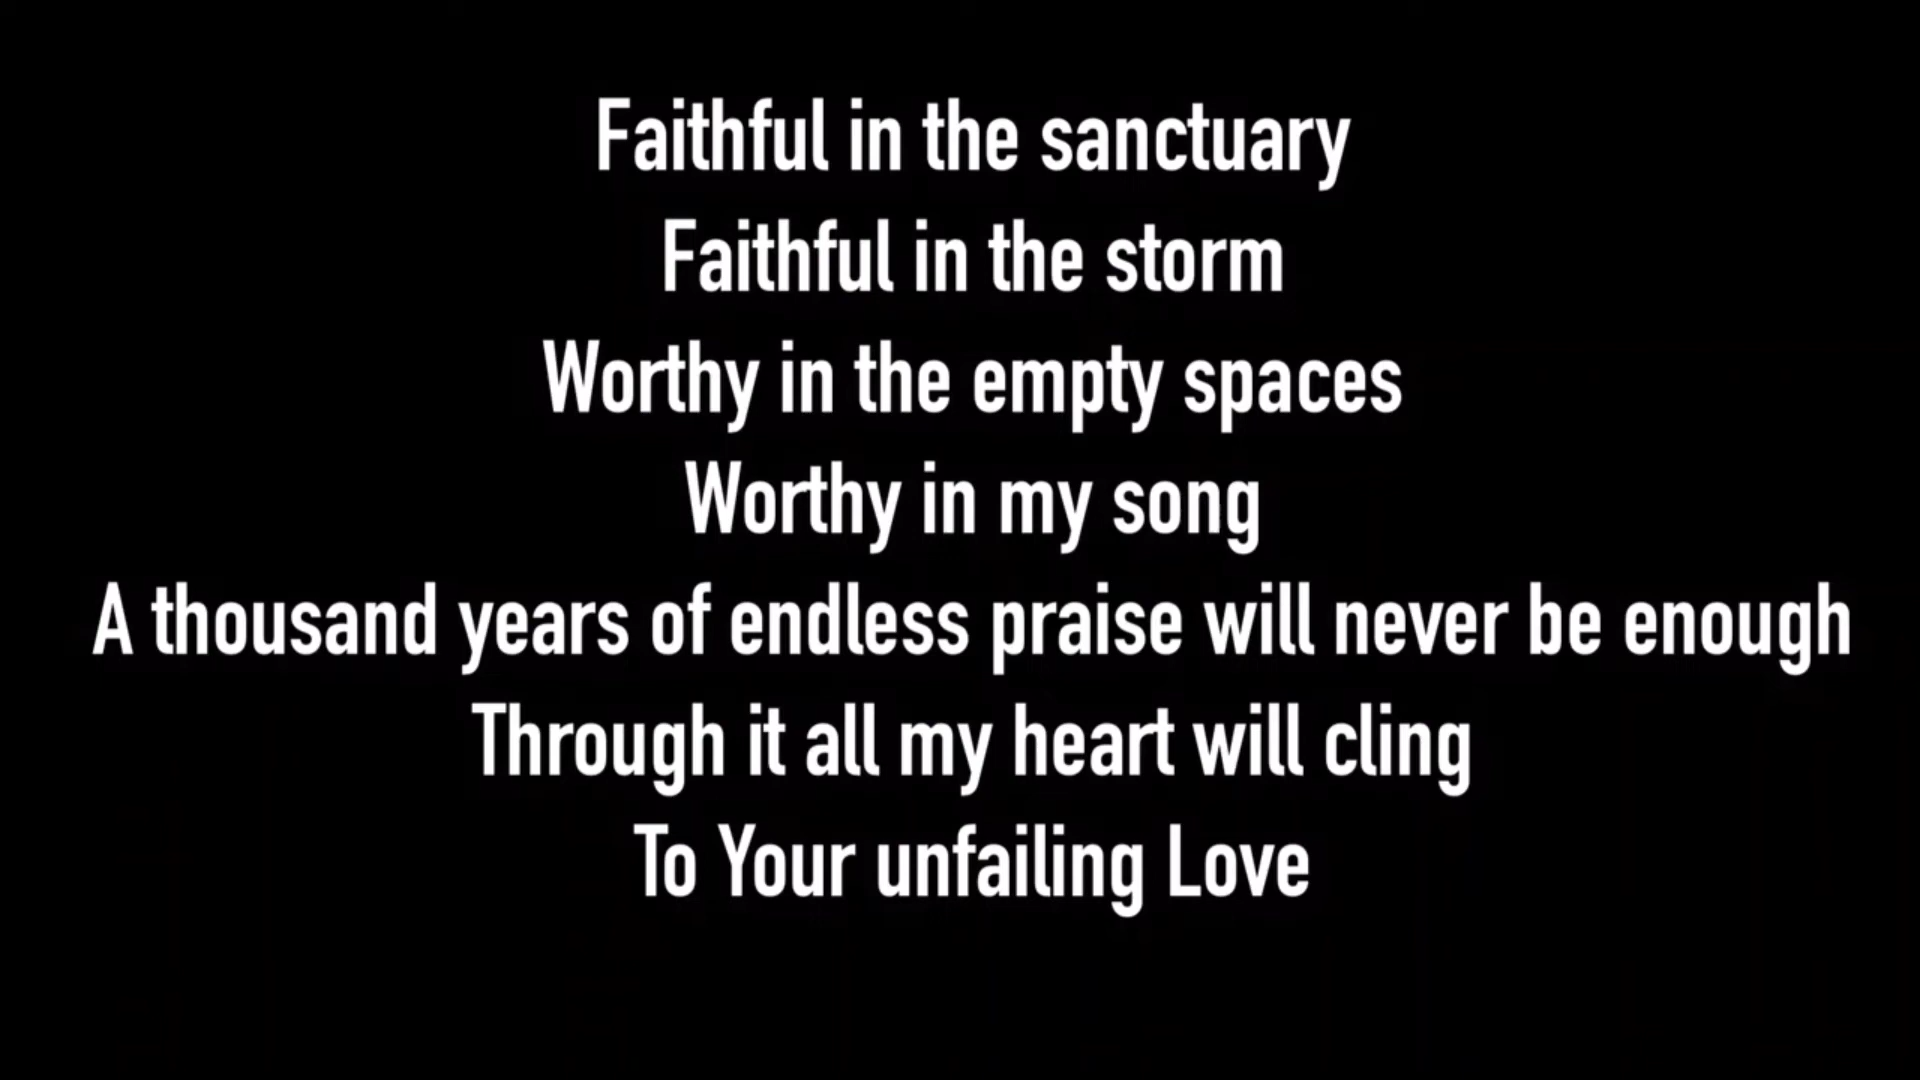 Faithful in the sanctuary
Faithful in the storm
Worthy in the empty spaces
Worthy in my song
A thousand years of endless praise will never be enough
Through it all my heart will cling
To Your unfailing Love